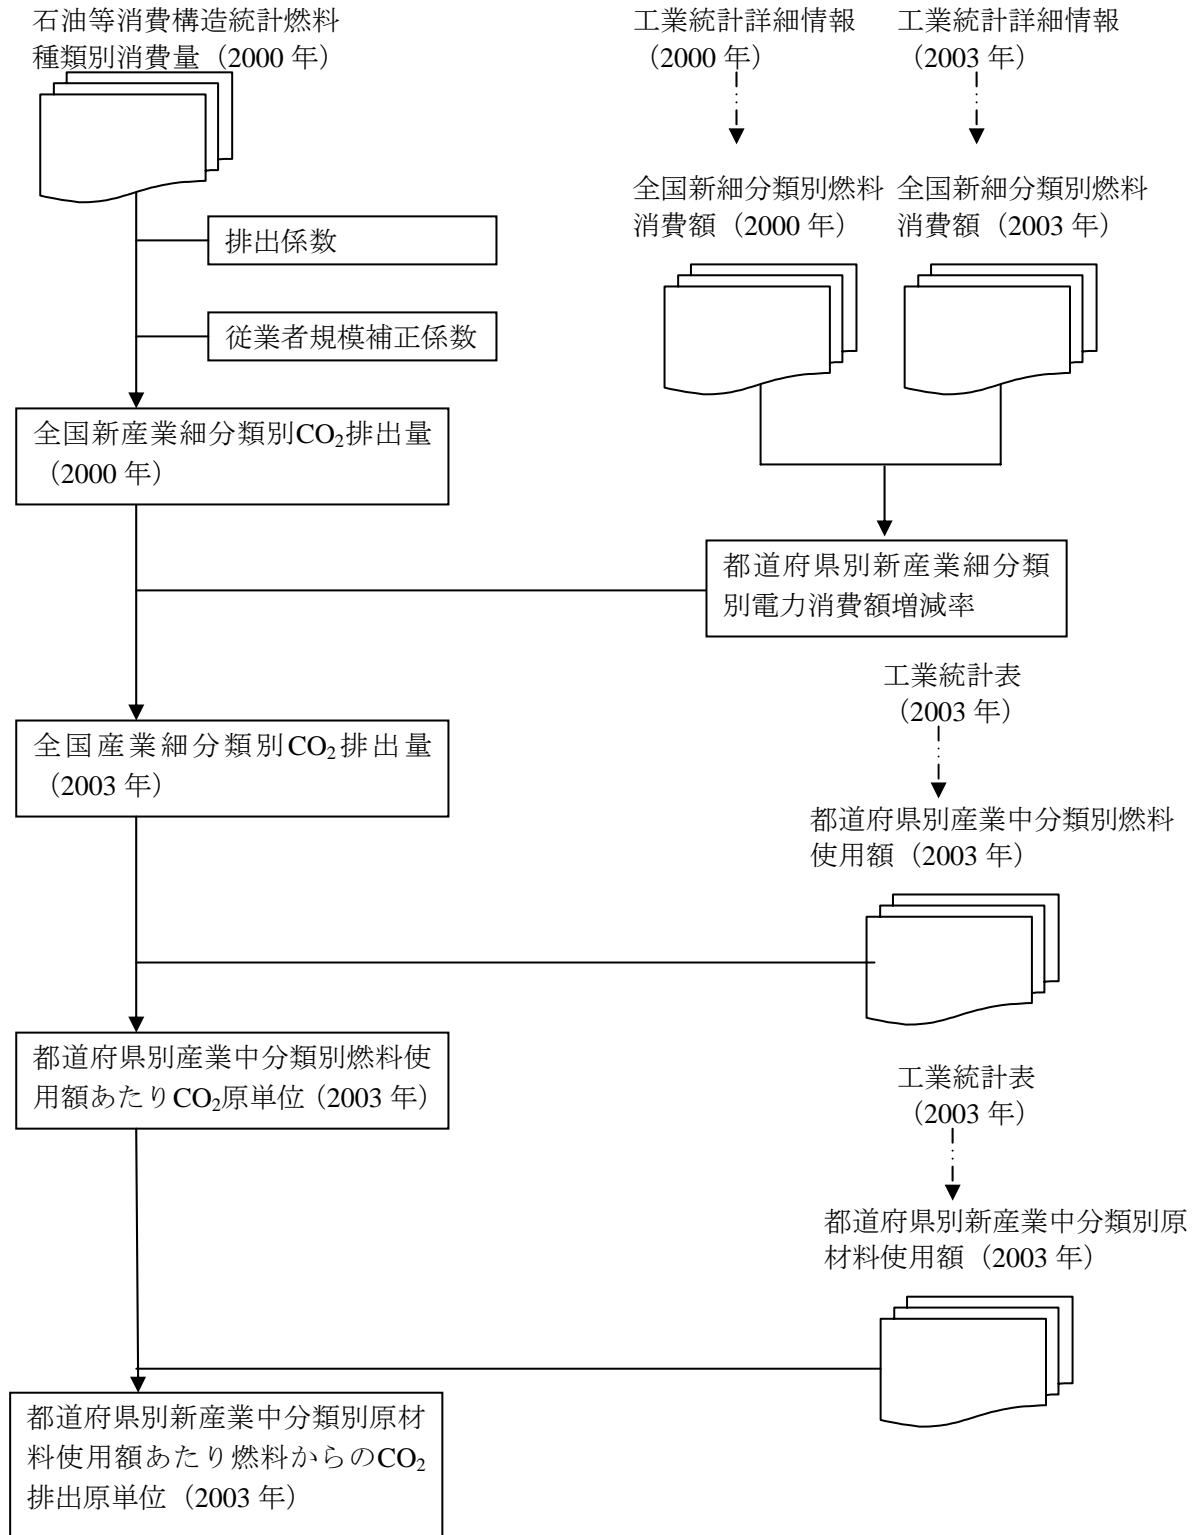 石油等消費構造統計燃料
種類別消費量（2000 年）
工業統計詳細情報
（2000 年）
工業統計詳細情報
（2003 年）
全国新細分類別燃料
消費額（2000 年）
全国新細分類別燃料
消費額（2003 年）
排出係数
従業者規模補正係数
全国新産業細分類別CO₂排出量
（2000 年）
都道府県別新産業細分類
別電力消費額増減率
工業統計表
（2003 年）
全国産業細分類別CO₂排出量
（2003 年）
都道府県別産業中分類別燃料
使用額（2003 年）
都道府県別産業中分類別燃料使
用額あたりCO₂原単位（2003 年）
工業統計表
（2003 年）
都道府県別新産業中分類別原
材料使用額（2003 年）
都道府県別新産業中分類別原材
料使用額あたり燃料からのCO₂
排出原単位（2003 年）